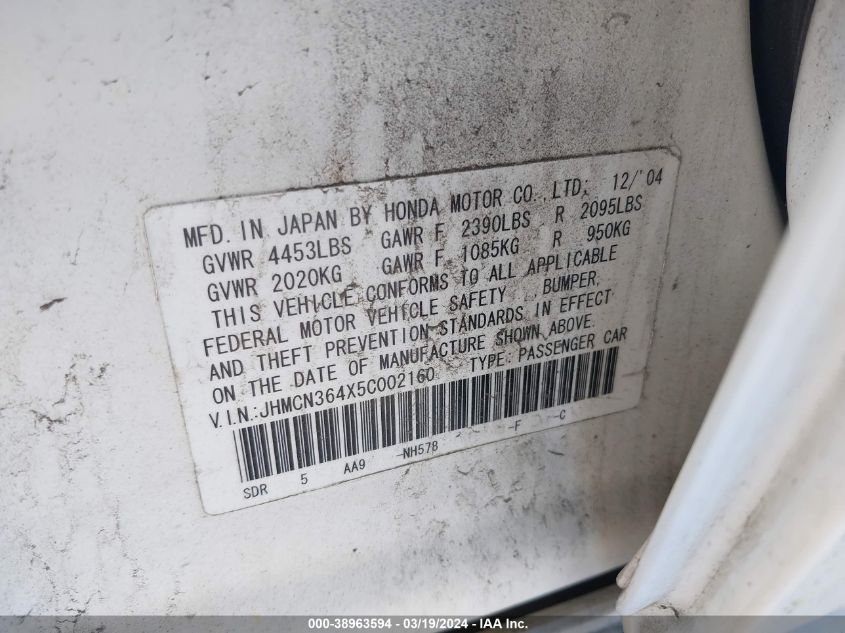 MFD. IN JAPAN BY HONDA MOTOR CO.,LTD; 12/'04
GVWR 4453LBS GAWR F 2390LBS R 2095LBS
GVWR 2020KG GAWR F 1085KG R 950KG
THIS VEHICLE CONFORMS TO ALL APPLICABLE
FEDERAL MOTOR VEHICLE SAFETY , BUMPER,
AND THEFT PREVENTION STANDARDS IN EFFECT
ON THE DATE OF MANUFACTURE SHOWN ABOVE.
V.I.N.:JHMCN364X5C002160 TYPE: PASSENGER CAR
SDR 5 AA9 -NH578 -F -C
000-38963594 - 03/19/2024 - IAA Inc.